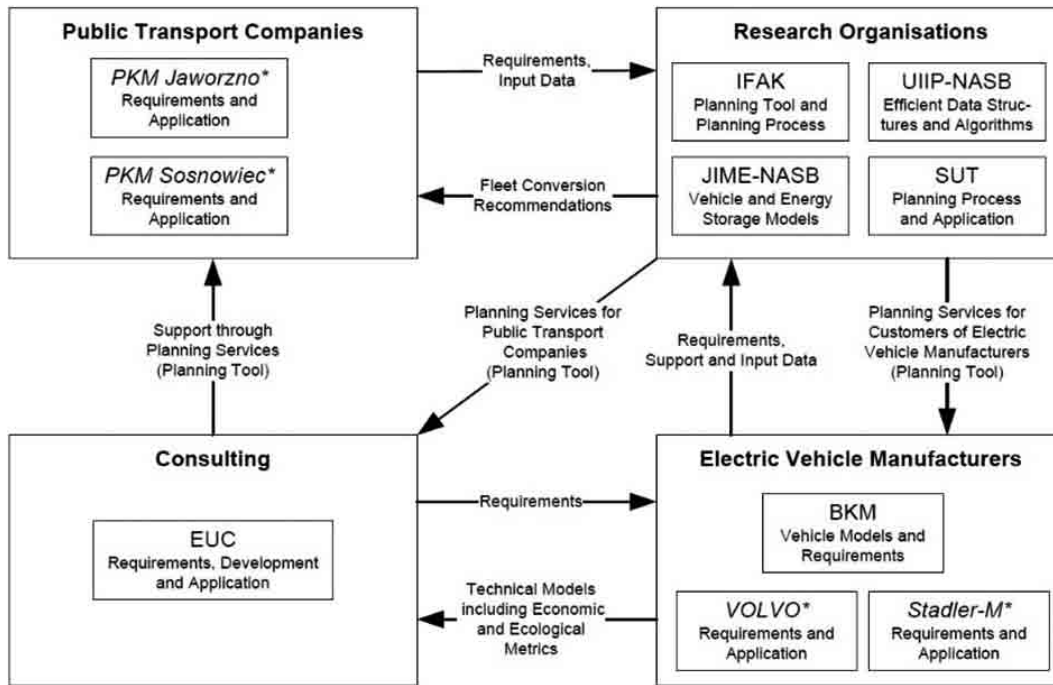 Public Transport Companies
PKM Jaworzno*
Requirements and
Application
PKM Sosnowiec*
Requirements and
Application
Requirements,
Input Data
Fleet Conversion
Recommendations
Research Organisations
IFAK
Planning Tool and
Planning Process
UIIP-NASB
Efficient Data Struc-
tures and Algorithms
JIME-NASB
Vehicle and Energy
Storage Models
SUT
Planning Process
and Application
Support through
Planning Services
(Planning Tool)
Planning Services for
Public Transport
Companies
(Planning Tool)
Requirements,
Support and Input Data
Planning Services for
Customers of Electric
Vehicle Manufacturers
(Planning Tool)
Consulting
EUC
Requirements, Development
and Application
Requirements
Technical Models
including Economic
and Ecological
Metrics
Electric Vehicle Manufacturers
BKM
Vehicle Models and
Requirements
VOLVO*
Requirements and
Application
Stadler-M*
Requirements and
Application